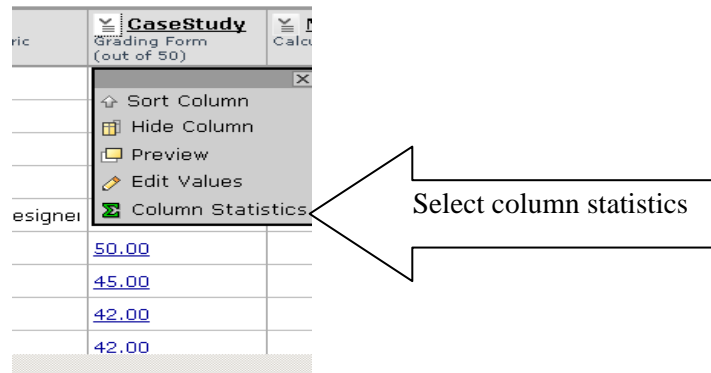 CaseStudy
ric
Grading Form
Calcu
(out of 50)
Sort Column
Hide Column
Preview
Edit Values
Column Statistics
Select column statistics
esigner
50.00
45.00
42.00
42.00